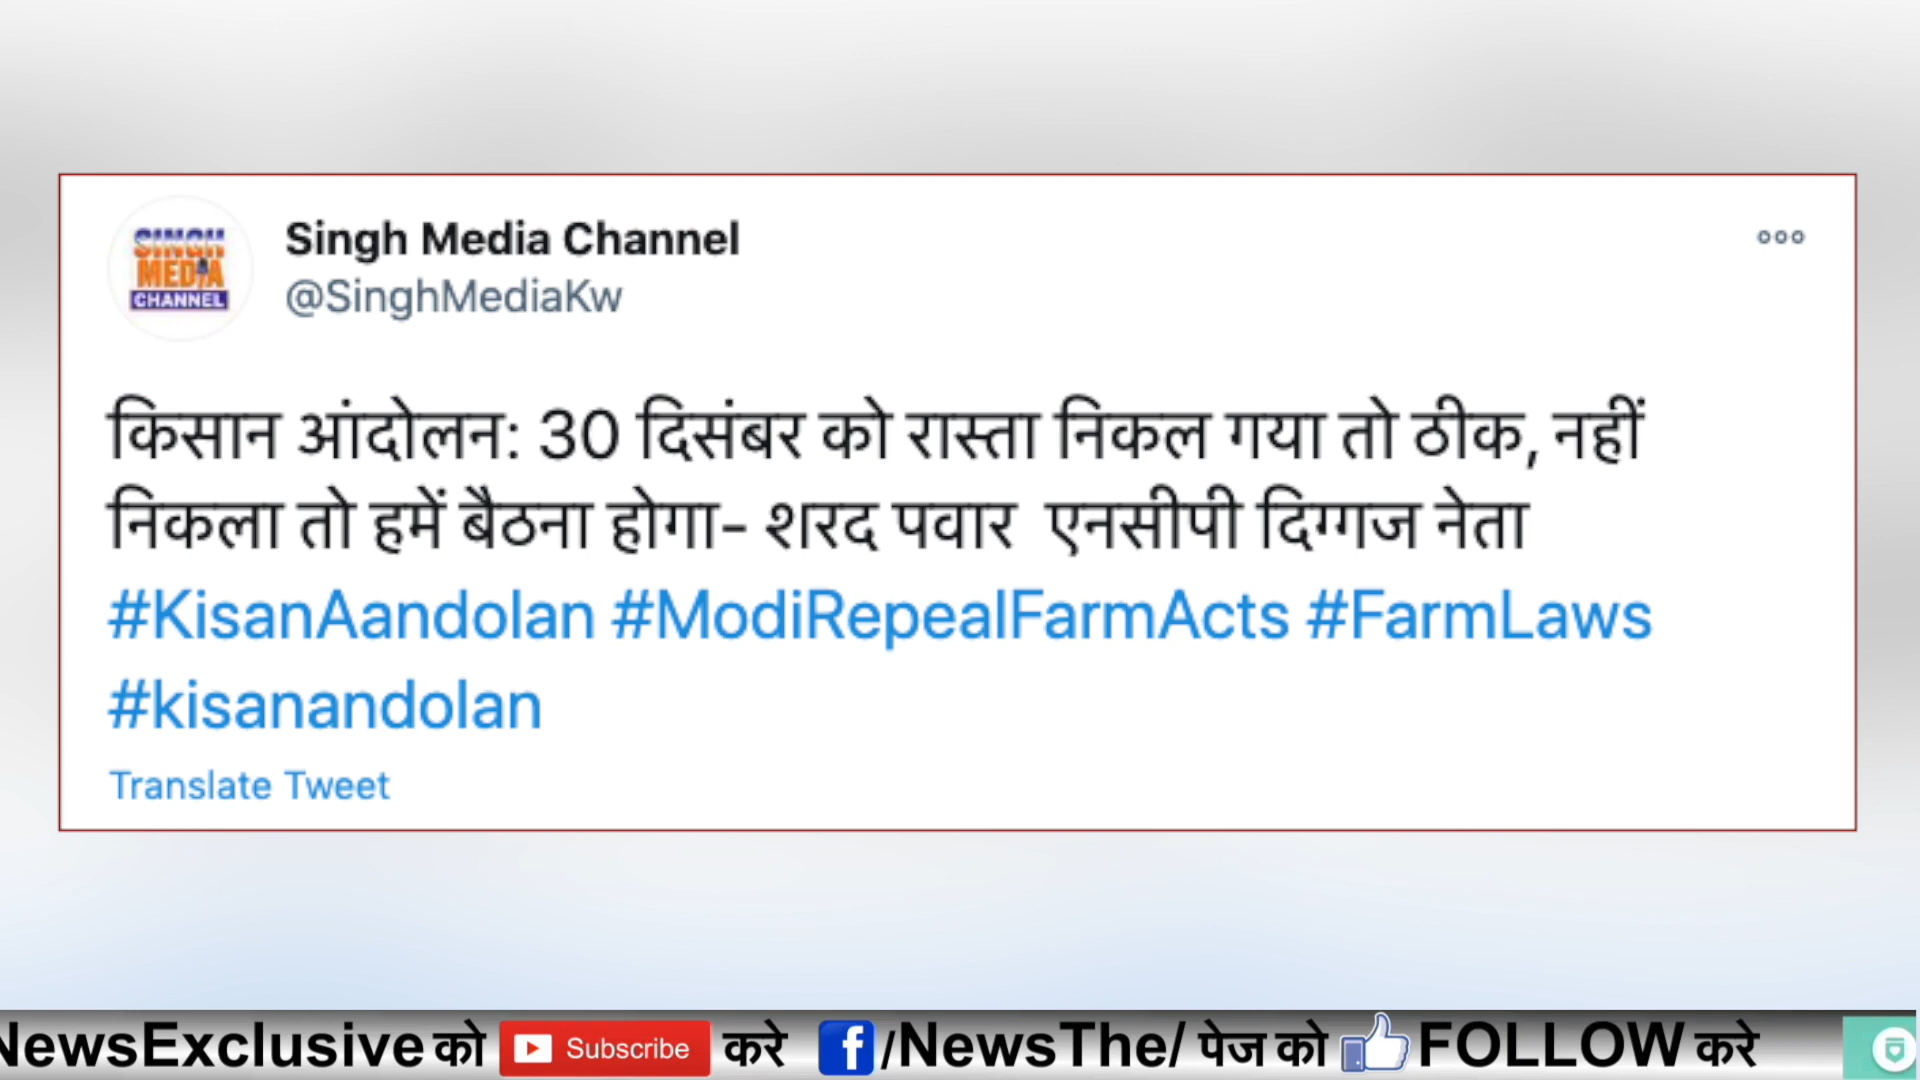 SINGH
MEDIA
CHANNEL
Singh Media Channel
@SinghMediaKw
किसान आंदोलन: 30 दिसंबर को रास्ता निकल गया तो ठीक, नहीं
निकला तो हमें बैठना होगा- शरद पवार एनसीपी दिग्गज नेता
#KisanAandolan #ModiRepealFarmActs #FarmLaws
#kisanandolan
Translate Tweet
NewsExclusive को Subscribe करे f/NewsThe/ पेज को FOLLOW करे